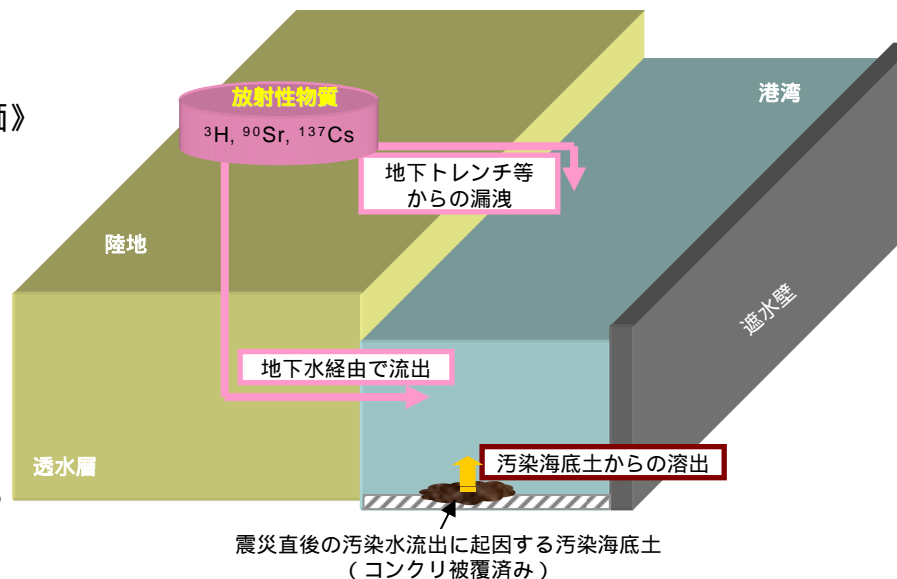 価》
放射性物質
³H, ⁹⁰Sr, ¹³⁷Cs
港湾
地下トレンチ等
からの漏洩
陸地
遮水壁
地下水経由で流出
汚染海底土からの溶出
透水層
震災直後の汚染水流出に起因する汚染海底土
(コンクリ被覆済み)